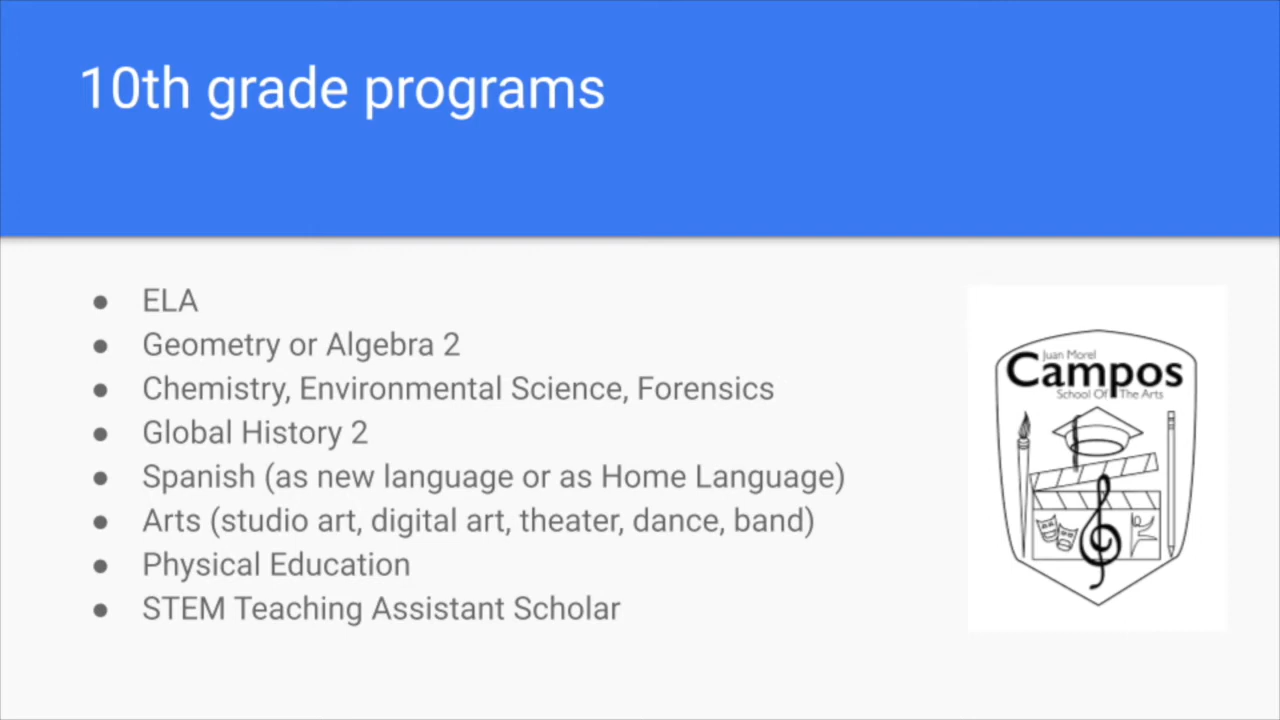 10th grade programs
● ELA
● Geometry or Algebra 2
● Chemistry, Environmental Science, Forensics
● Global History 2
● Spanish (as new language or as Home Language)
● Arts (studio art, digital art, theater, dance, band)
● Physical Education
● STEM Teaching Assistant Scholar
Juan Morel
Campos
School Of The Arts